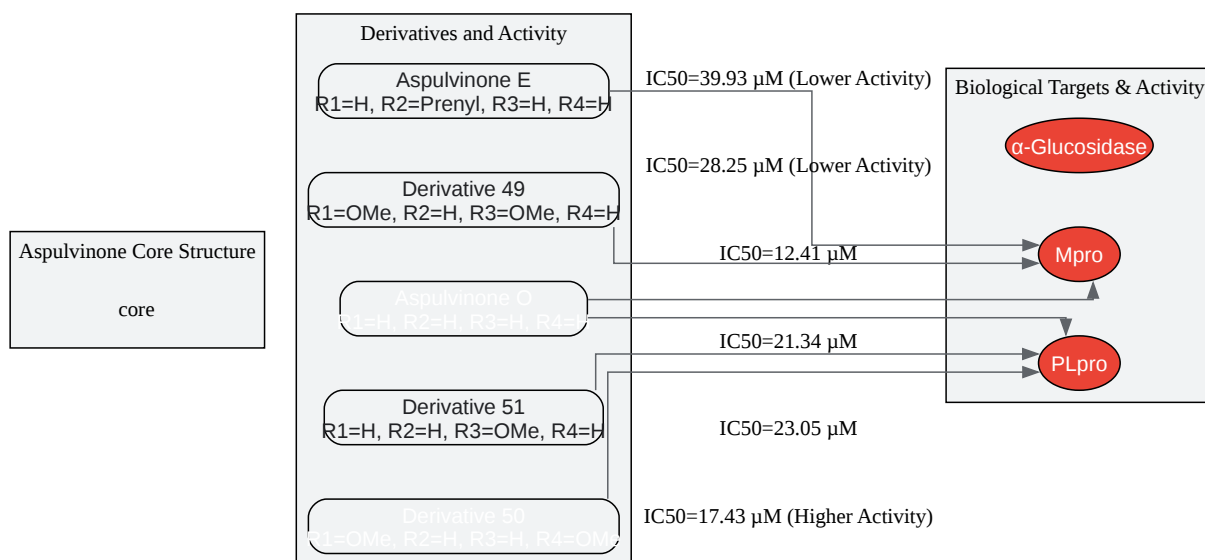 Derivatives and Activity
Aspulvinone E
R1=H, R2=Prenyl, R3=H, R4=H
IC50=39.93 µM (Lower Activity)
Biological Targets & Activity
α-Glucosidase
IC50=28.25 µM (Lower Activity)
Derivative 49
R1=OMe, R2=H, R3=OMe, R4=H
Aspulvinone Core Structure
core
IC50=12.41 µM
Mpro
Aspulvinone O
R1=H, R2=H, R3=H, R4=H
IC50=21.34 µM
PLpro
Derivative 51
R1=H, R2=H, R3=OMe, R4=H
IC50=23.05 µM
Derivative 50
R1=OMe, R2=H, R3=H, R4=OMe
IC50=17.43 µM (Higher Activity)